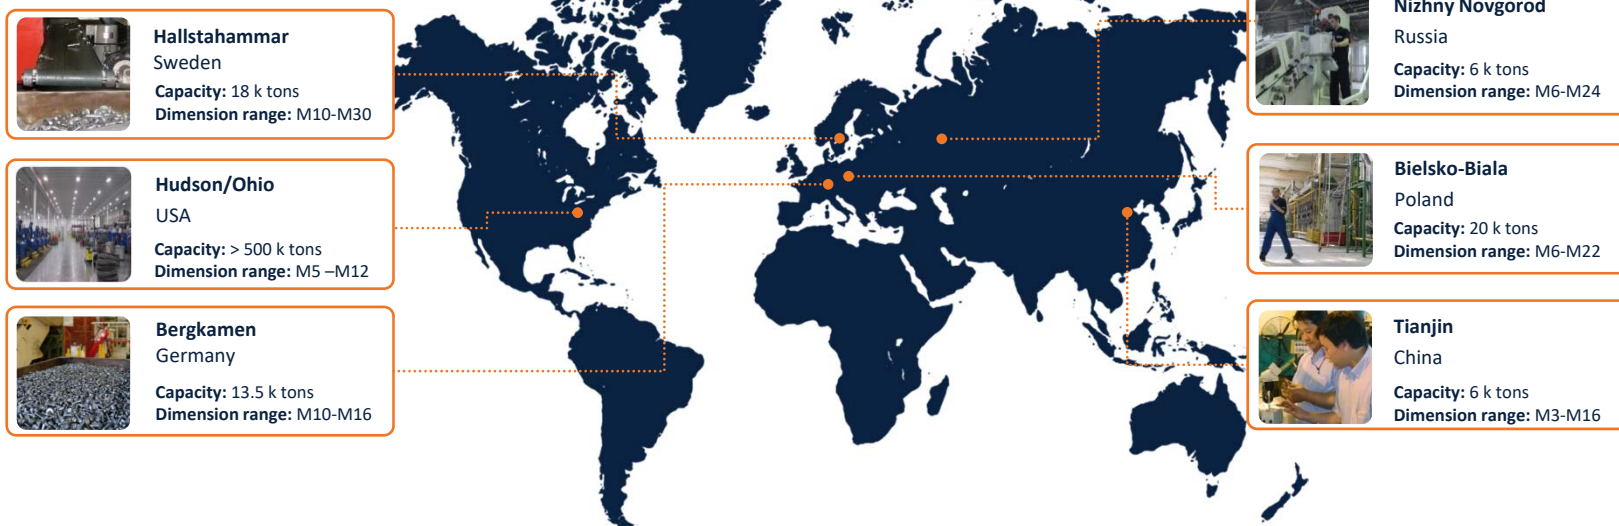 Hallstahammar
Sweden
Capacity: 18 k tons
Dimension range: M10-M30
Hudson/Ohio
USA
Capacity: > 500 k tons
Dimension range: M5 –M12
Bergkamen
Germany
Capacity: 13.5 k tons
Dimension range: M10-M16
Nizhny Novgorod
Russia
Capacity: 6 k tons
Dimension range: M6-M24
Bielsko-Biala
Poland
Capacity: 20 k tons
Dimension range: M6-M22
Tianjin
China
Capacity: 6 k tons
Dimension range: M3-M16